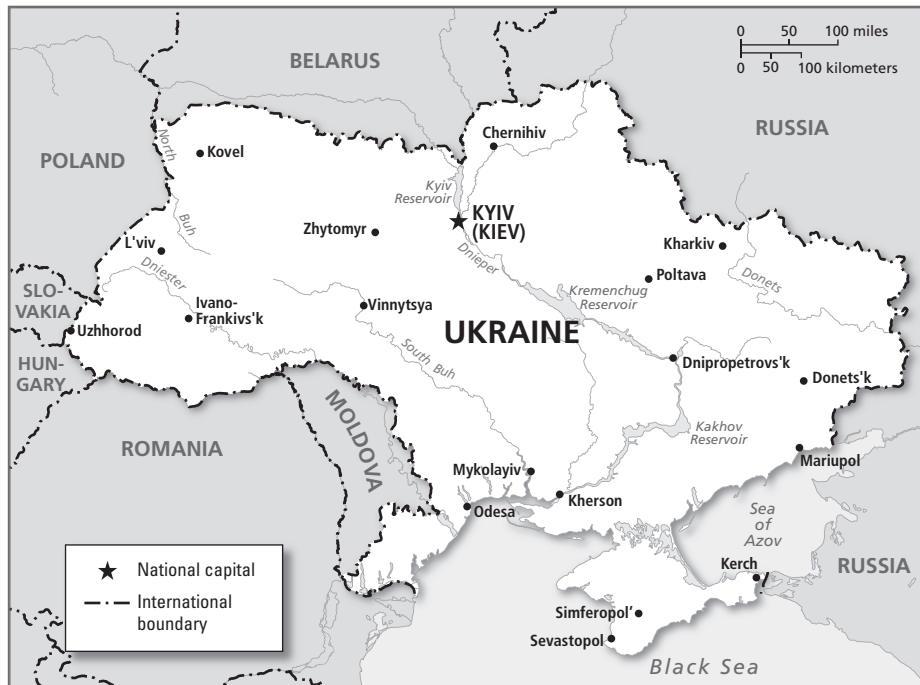 0 50 100 miles
0 50 100 kilometers
BELARUS
RUSSIA
POLAND
North
Buh
Kovel
Chernihiv
Kyiv
Reservoir
KYIV
(KIEV)
Zhytomyr
L'viv
Dniester
Dnieper
Kharkiv
Poltava
Donets
Kremenchug
Reservoir
SLO-
VAKIA
Uzhhorod
Ivano-
Frankivs'k
Vinnytsya
UKRAINE
South Buh
HUN-
GARY
Dnipropetrovs'k
Donets'k
ROMANIA
MOLDOVA
Kakhov
Reservoir
Mykolayiv
Mariupol
Odesa
Kherson
Sea
of
Azov
Kerch
RUSSIA
National capital
International
boundary
Simferopol’
Sevastopol
Black Sea